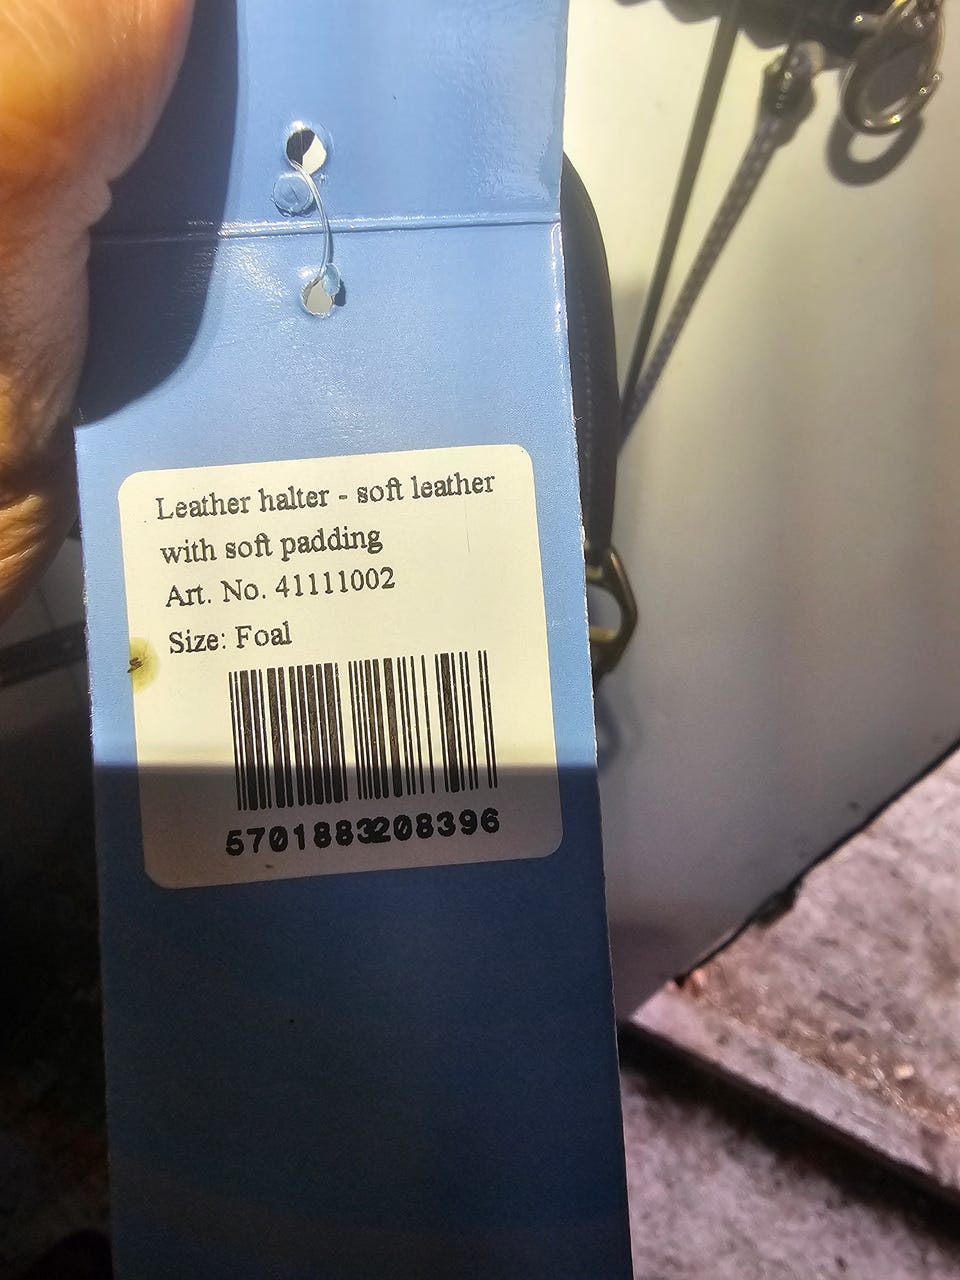 Leather halter - soft leather
with soft padding
Art. No. 41111002
Size: Foal
5701883208396